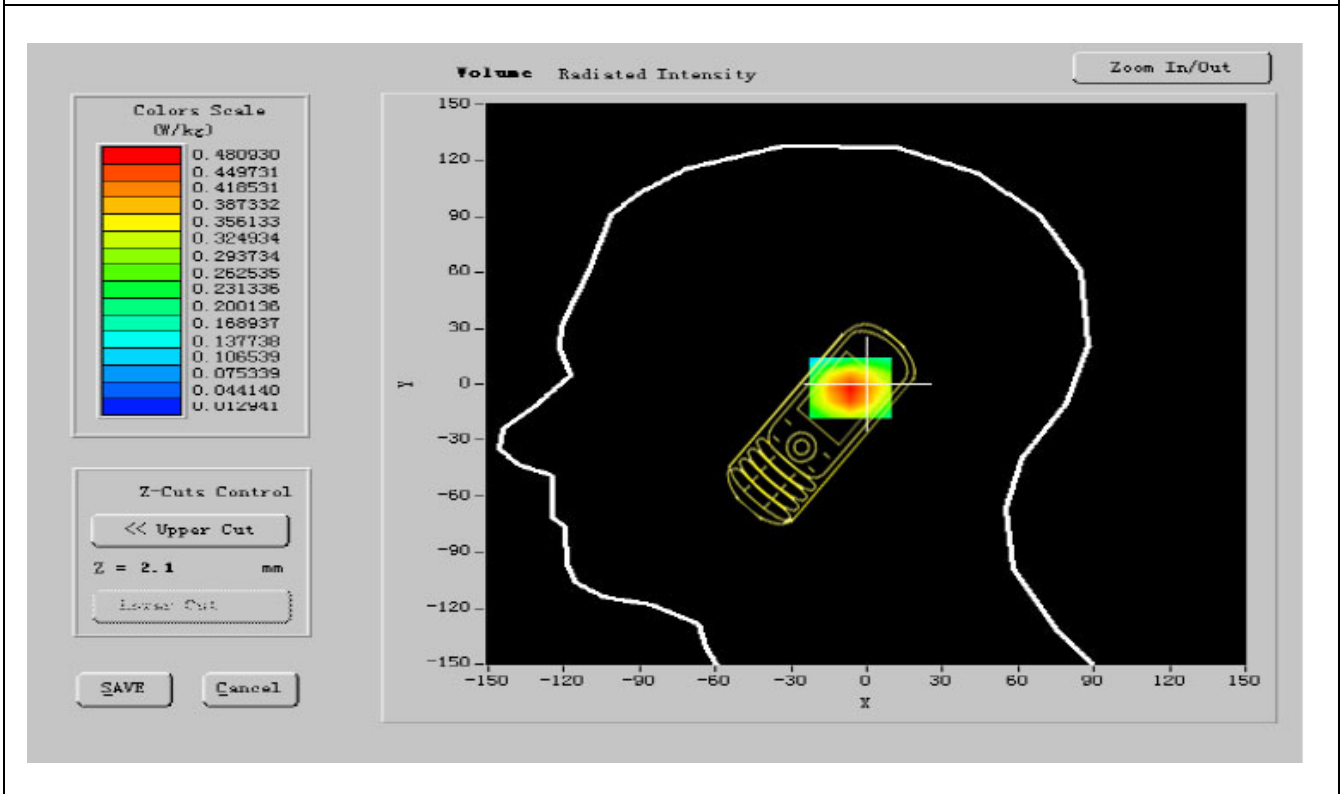 Volume Radiated Intensity
Zoom In/Out
Colors Scale
(W/kg)
0.480930
0.449731
0.418531
0.387332
0.356133
0.324934
0.293734
0.262535
0.231336
0.200136
0.168937
0.137738
0.106539
0.075339
0.044140
0.012941
Z-Cuts Control
<< Upper Cut
Z = 2.1 mm
Lower Cut
SAVE
Cancel
150
120
90
60
30
0
-30
-60
-90
-120
-150
Y
-150 -120 -90 -60 -30 0 30 60 90 120 150
X